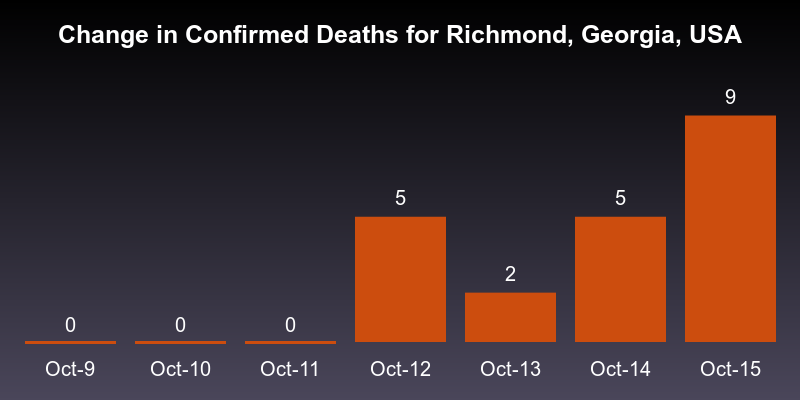 Change in Confirmed Deaths for Richmond, Georgia, USA
0 0 0 5 2 5 9
Oct-9 Oct-10 Oct-11 Oct-12 Oct-13 Oct-14 Oct-15